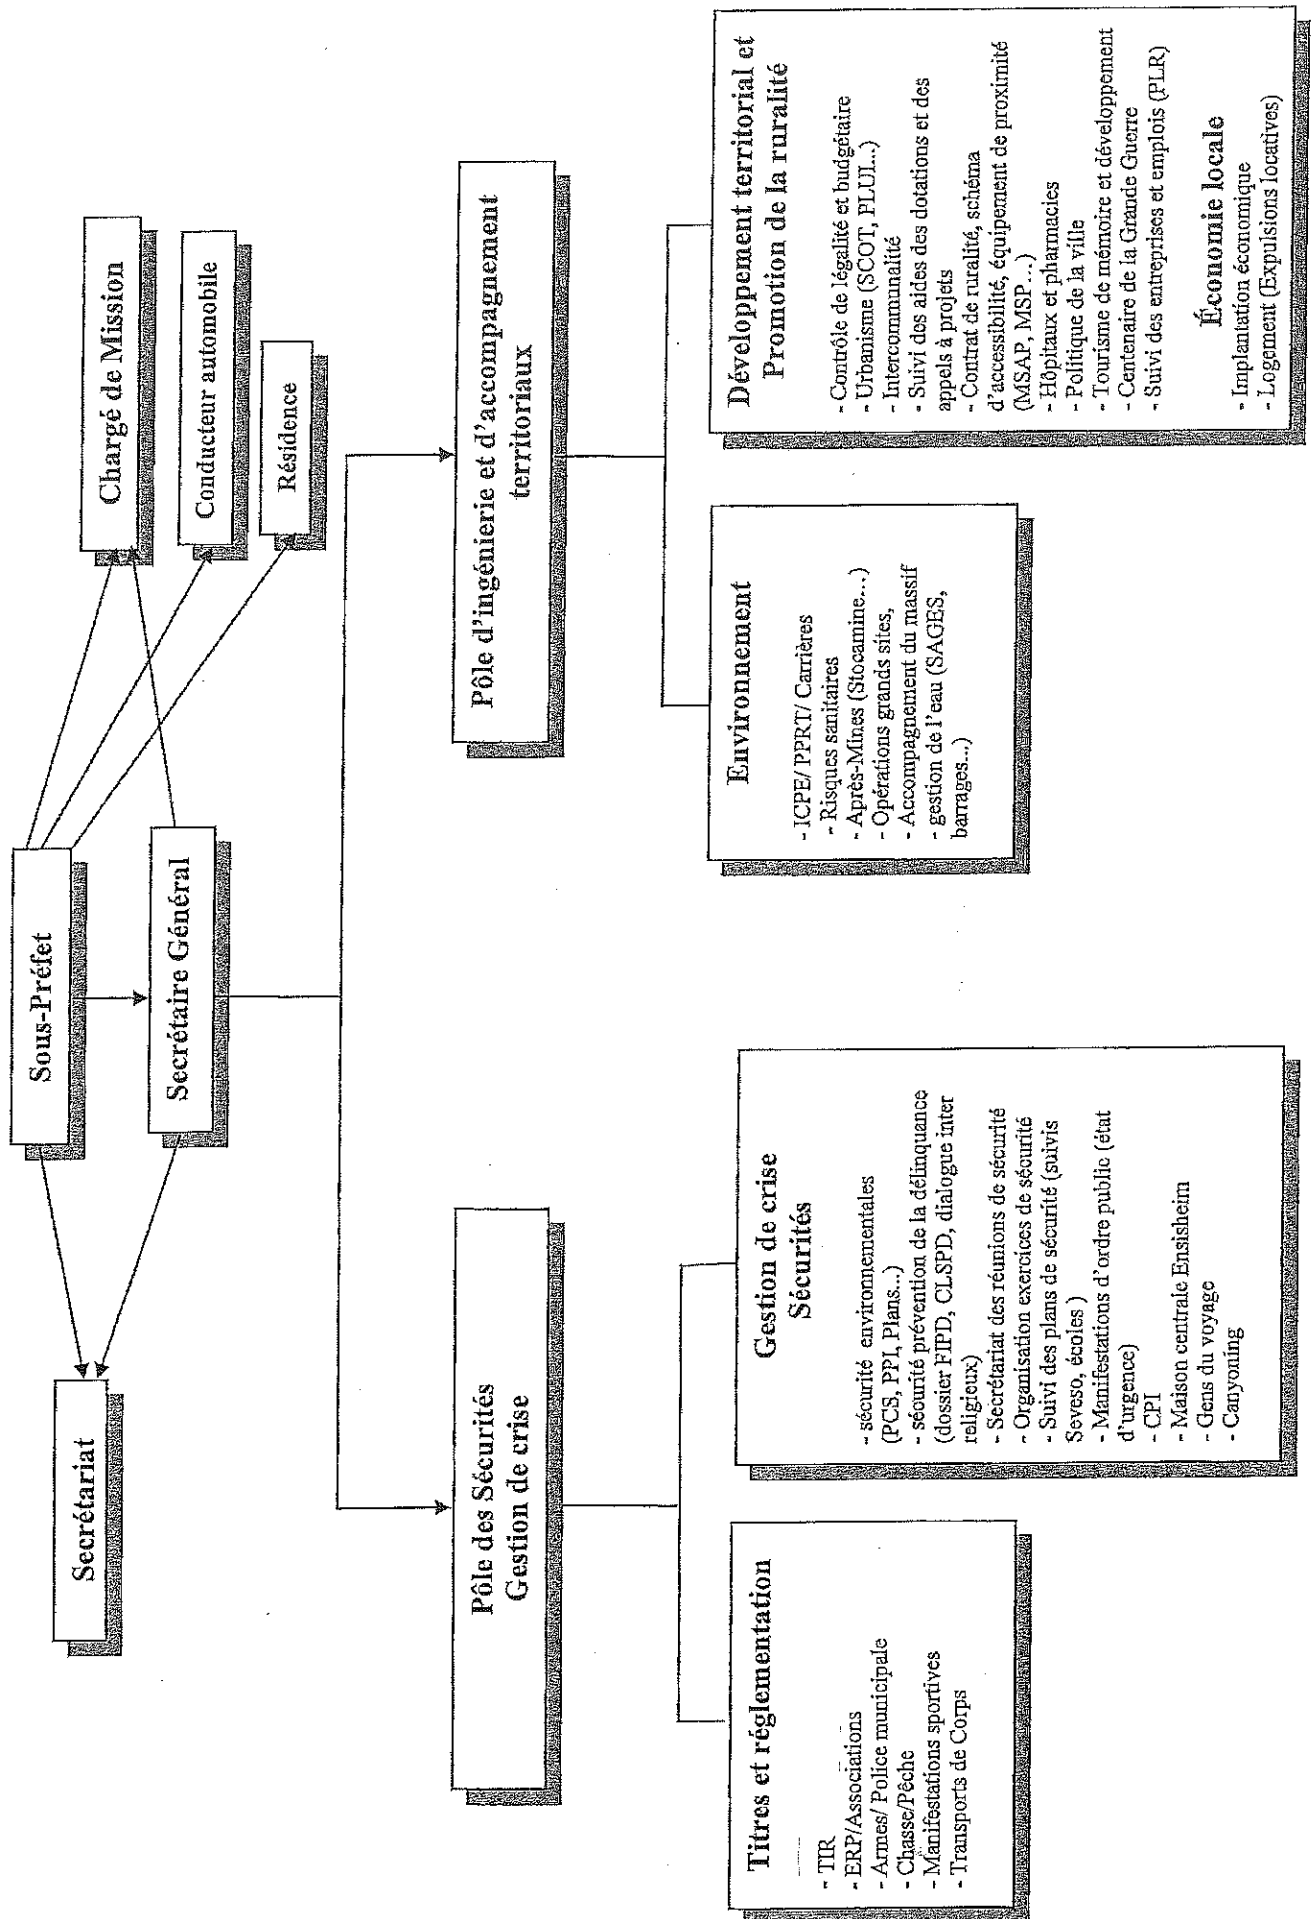 Sous-Préfet
Secrétariat
Secrétaire Général
Chargé de Mission
Conducteur automobile
Résidence
Pôle des Sécurités
Gestion de crise
Pôle d'ingénierie et d'accompagnement
territoriaux
Titres et réglementation
- TIR
- ERP/Associations
- Armes/ Police municipale
- Chasse/Pêche
- Manifestations sportives
- Transports de Corps
Gestion de crise
Sécurités
- sécurité environnementales
(PCS, PPI, Plans...)
- sécurité prévention de la délinquance
(dossier FIPD, CLSPD, dialogue inter
religieux)
- Secrétariat des réunions de sécurité
- Organisation exercices de sécurité
- Suivi des plans de sécurité (suivis
Seveso, écoles )
- Manifestations d'ordre public (état
d'urgence)
- CPI
- Maison centrale Ensisheim
- Gens du voyage
- Canyoning
Environnement
- ICPE/ PPRT/ Carrières
- Risques sanitaires
- Après-Mines (Stocamine...)
- Opérations grands sites,
- Accompagnement du massif
- gestion de l'eau (SAGES,
barrages...)
Développement territorial et
Promotion de la ruralité
- Contrôle de légalité et budgétaire
- Urbanisme (SCOT, PLUI...)
- Intercommunalité
- Suivi des aides des dotations et des
appels à projets
- Contrat de ruralité, schéma
d'accessibilité, équipement de proximité
(MSAP, MSP...)
- Hôpitaux et pharmacies
- Politique de la ville
- Tourisme de mémoire et développement
- Centenaire de la Grande Guerre
- Suivi des entreprises et emplois (PLR)
Économie locale
- Implantation économique
- Logement (Expulsions locatives)